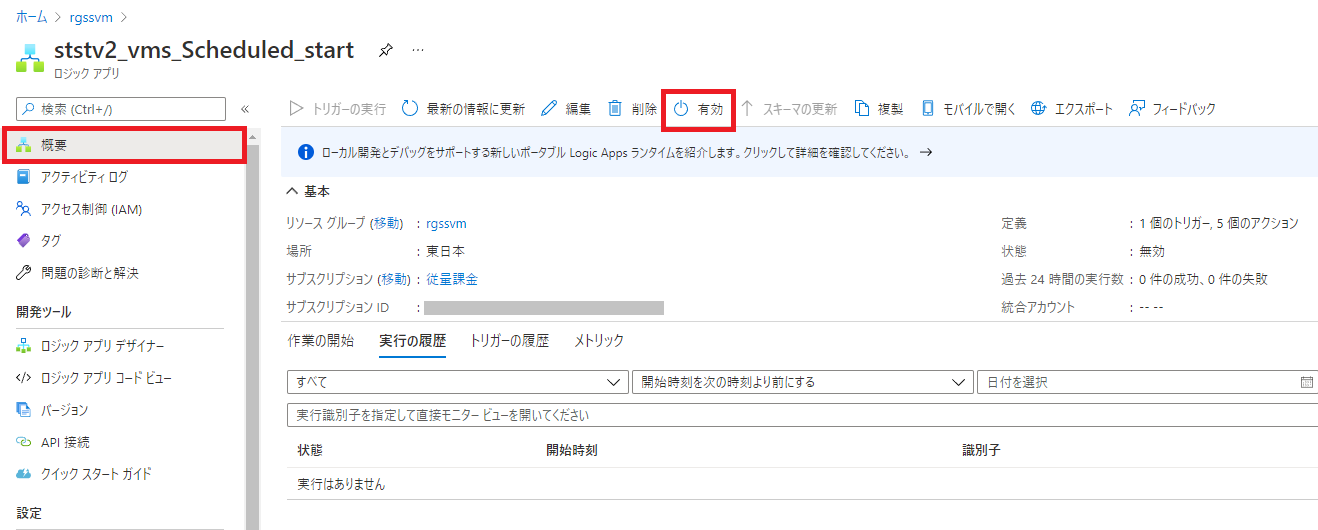 ホーム > rgssvm >
ststv2_vms_Scheduled_start ...
ロジック アプリ
検索 (Ctrl+/) «
概要
アクティビティ ログ
アクセス制御 (IAM)
タグ
問題の診断と解決
開発ツール
ロジック アプリ デザイナー
ロジック アプリ コード ビュー
バージョン
API 接続
クイック スタート ガイド
設定
トリガーの実行 最新の情報に更新 編集 削除 有効 スキーマの更新 複製 モバイルで開く エクスポート フィードバック
ローカル開発とデバッグをサポートする新しいポータブル Logic Apps ランタイムを紹介します。クリックして詳細を確認してください。 →
基本
リソース グループ (移動) : rgssvm
場所 : 東日本
サブスクリプション (移動) : 従量課金
サブスクリプション ID :
定義 : 1 個のトリガー, 5 個のアクション
状態 : 無効
過去 24 時間の実行数 : 0 件の成功、0 件の失敗
統合アカウント : -- --
作業の開始 実行の履歴 トリガーの履歴 メトリック
すべて 開始時刻を次の時刻より前にする 日付を選択
実行識別子を指定して直接モニター ビューを開いてください
状態 開始時刻 識別子
実行はありません